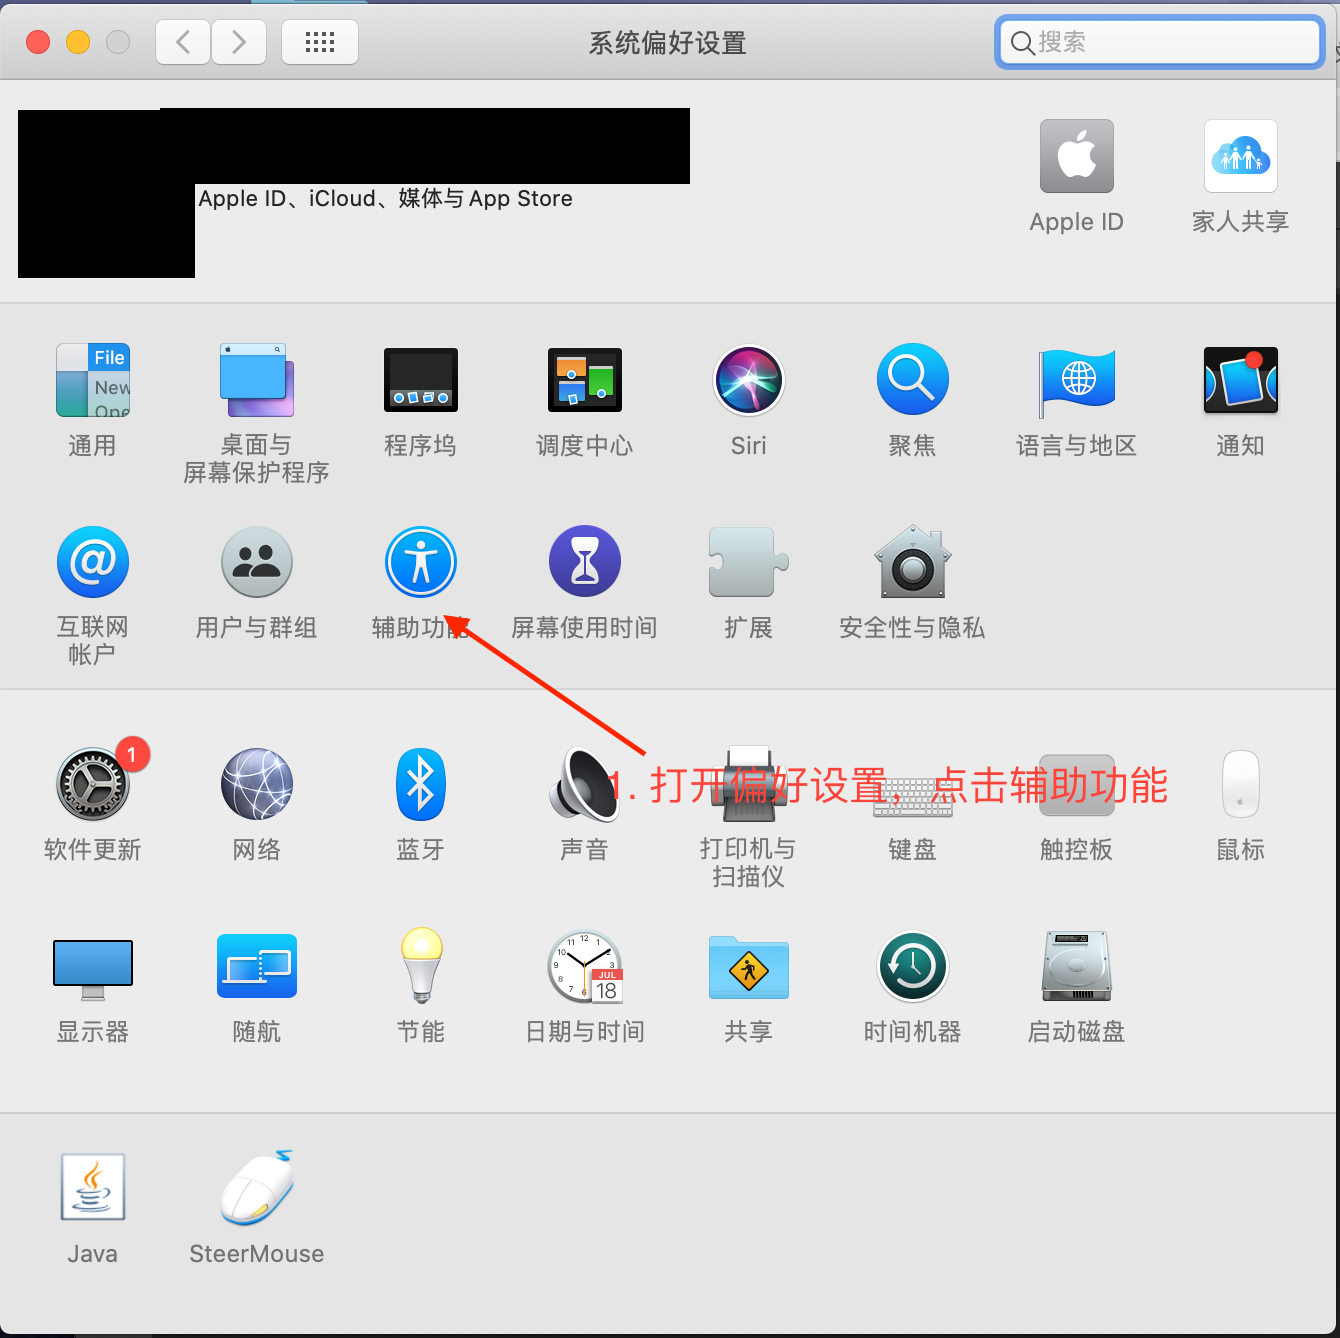 系统偏好设置
搜索
Apple ID、iCloud、媒体与 App Store
Apple ID
家人共享
File
New
Ope
通用
桌面与
屏幕保护程序
程序坞
调度中心
Siri
聚焦
语言与地区
通知
互联网
帐户
用户与群组
辅助功能
屏幕使用时间
扩展
安全性与隐私
1
1. 打开偏好设置，点击辅助功能
软件更新
网络
蓝牙
声音
打印机与
扫描仪
键盘
触控板
鼠标
JUL
18
显示器
随航
节能
日期与时间
共享
时间机器
启动磁盘
Java
SteerMouse